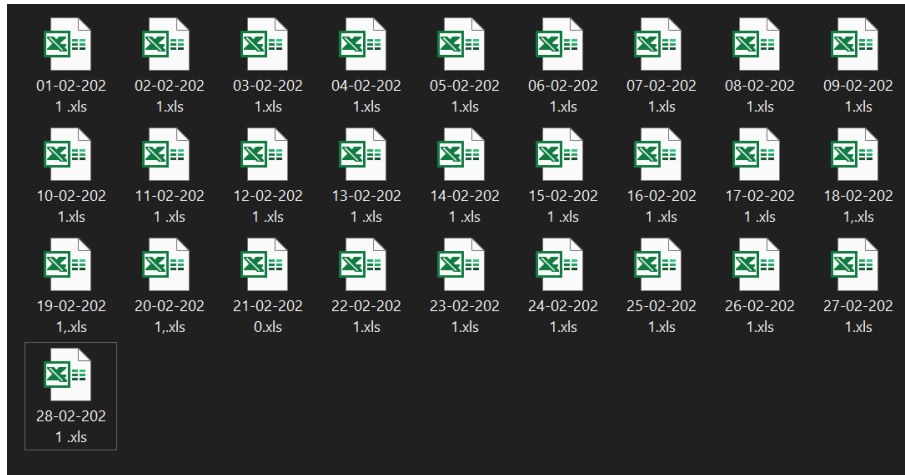 01-02-202 02-02-202 03-02-202 04-02-202 05-02-202 06-02-202 07-02-202 08-02-202 09-02-202
1 .xls 1.xls 1.xls 1.xls 1.xls 1.xls 1.xls 1.xls 1.xls
10-02-202 11-02-202 12-02-202 13-02-202 14-02-202 15-02-202 16-02-202 17-02-202 18-02-202
1.xls 1 .xls 1 .xls 1 .xls 1 .xls 1 .xls 1 .xls 1 .xls 1,.xls
19-02-202 20-02-202 21-02-202 22-02-202 23-02-202 24-02-202 25-02-202 26-02-202 27-02-202
1,.xls 1,.xls 0.xls 1.xls 1.xls 1.xls 1.xls 1.xls 1.xls
28-02-202
1 .xls